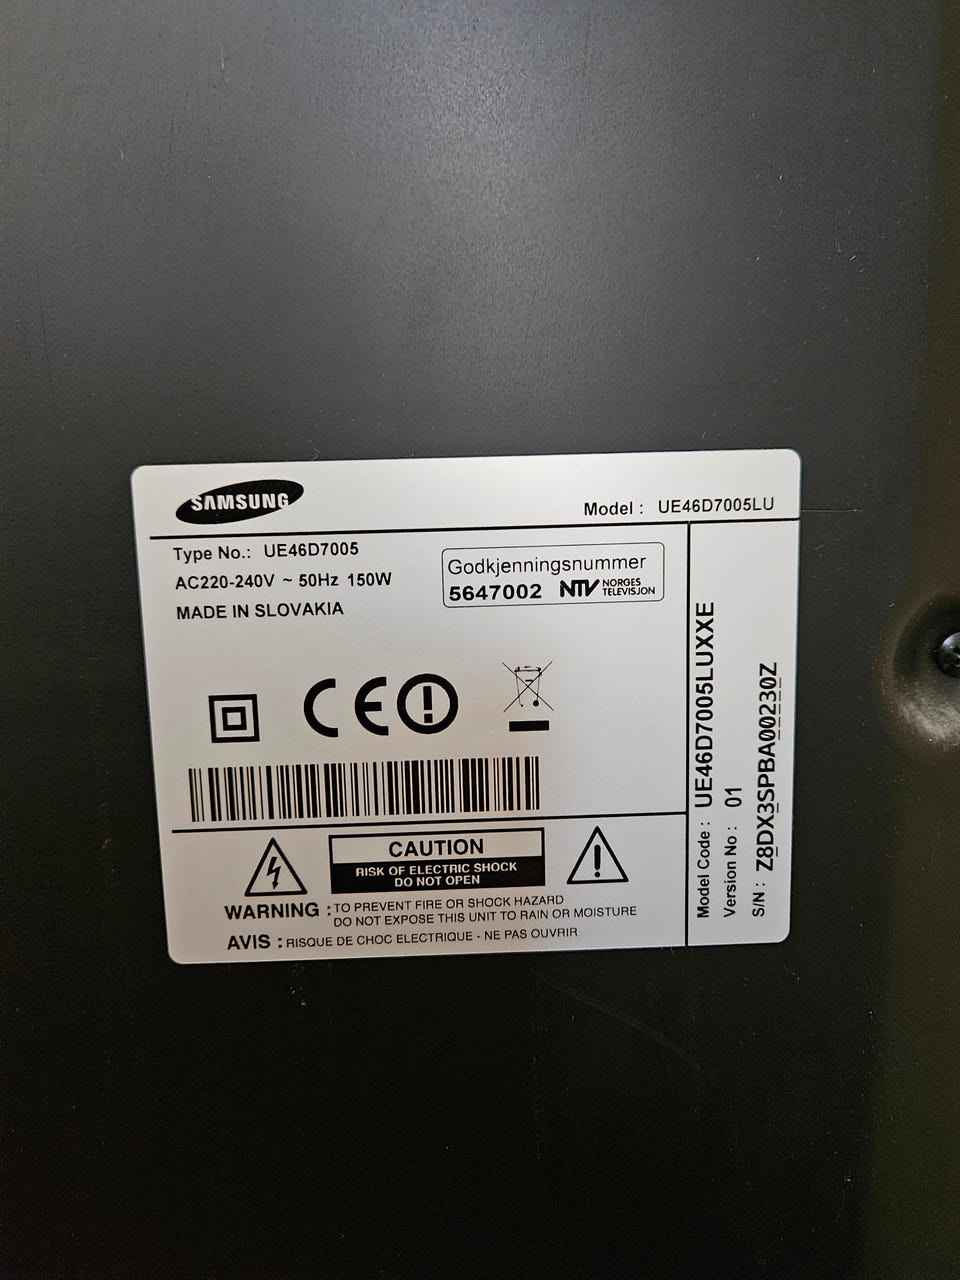 SAMSUNG
Model : UE46D7005LU
Type No.: UE46D7005
AC220-240V ~ 50Hz 150W
MADE IN SLOVAKIA
Godkjenningsnummer
5647002 NTV NORGES TELEVISJON
CE
CAUTION
RISK OF ELECTRIC SHOCK
DO NOT OPEN
WARNING : TO PREVENT FIRE OR SHOCK HAZARD
DO NOT EXPOSE THIS UNIT TO RAIN OR MOISTURE
AVIS : RISQUE DE CHOC ELECTRIQUE - NE PAS OUVRIR
Model Code : UE46D7005LUXXE
Version No : 01
S/N : Z8DX3SPBA00230Z